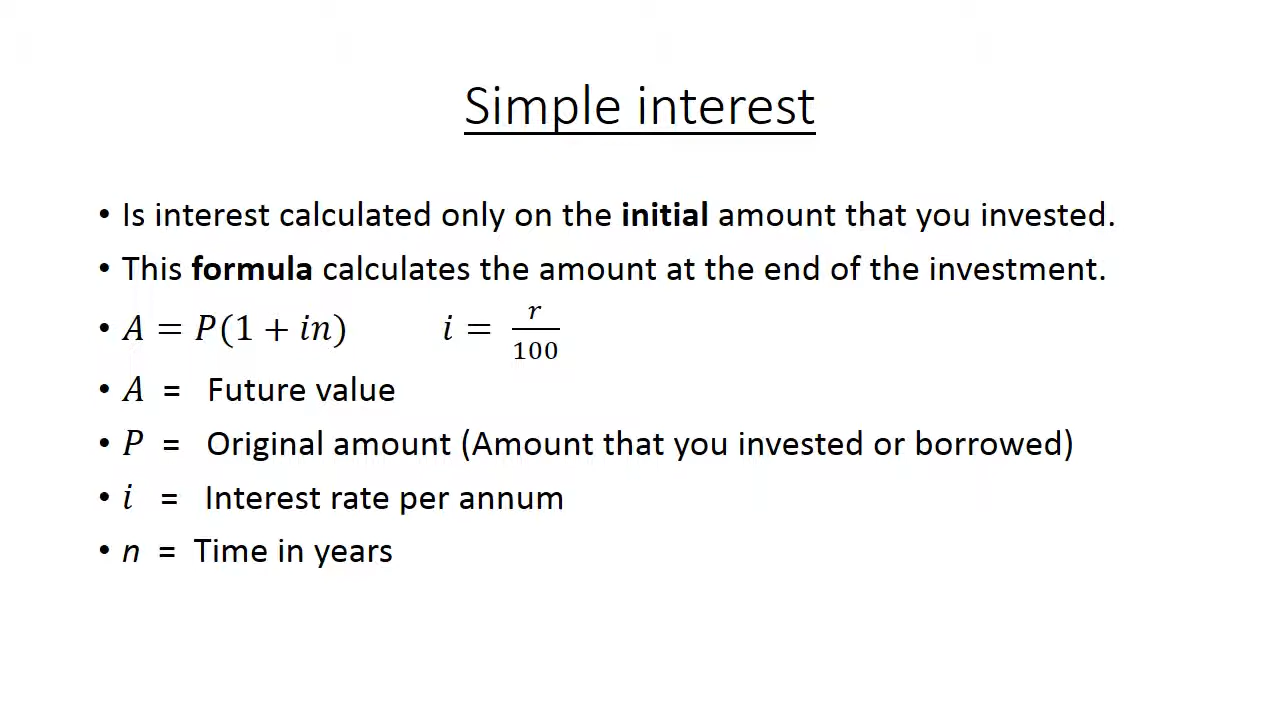 Simple interest
• Is interest calculated only on the initial amount that you invested.
• This formula calculates the amount at the end of the investment.
• A = P(1 + in) i = r/100
• A = Future value
• P = Original amount (Amount that you invested or borrowed)
• i = Interest rate per annum
• n = Time in years